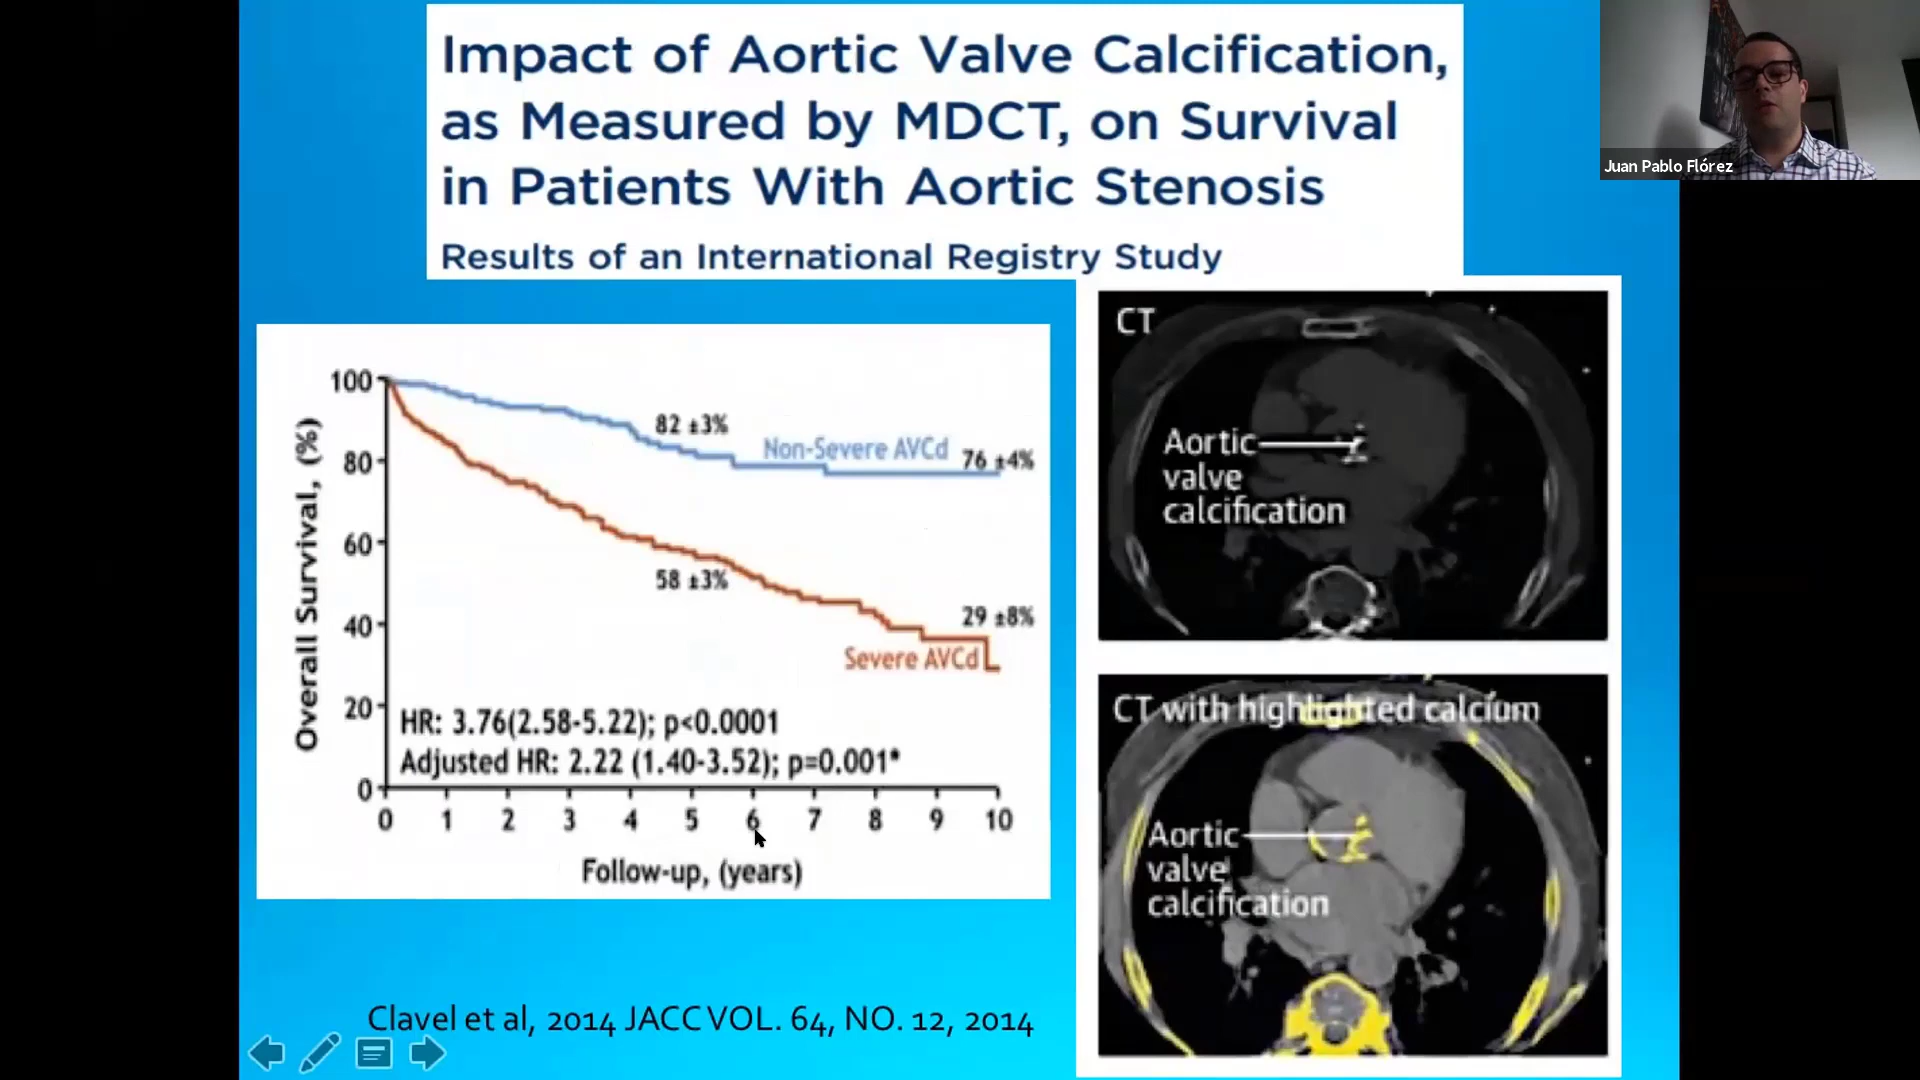 Impact of Aortic Valve Calcification,
as Measured by MDCT, on Survival
in Patients With Aortic Stenosis
Results of an International Registry Study
Juan Pablo Flórez
Overall Survival, (%)
100
80
60
40
20
0
82 ±3%
Non-Severe AVCd
76 ±4%
58 ±3%
29 ±8%
Severe AVCd
HR: 3.76(2.58-5.22); p<0.0001
Adjusted HR: 2.22 (1.40-3.52); p=0.001*
0 1 2 3 4 5 6 7 8 9 10
Follow-up, (years)
CT
Aortic
valve
calcification
CT with highlighted calcium
Aortic
valve
calcification
Clavel et al, 2014 JACC VOL. 64, NO. 12, 2014